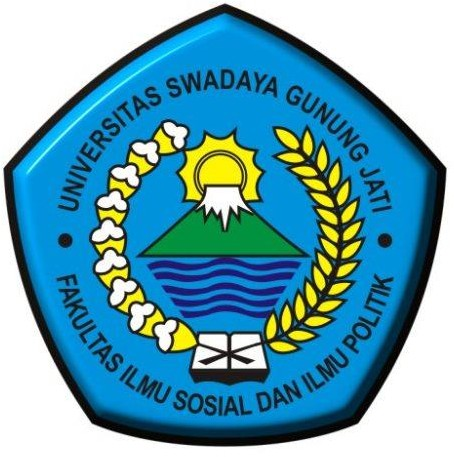 UNIVERSITAS SWADAYA GUNUNG JATI
FAKULTAS ILMU SOSIAL DAN ILMU POLITIK